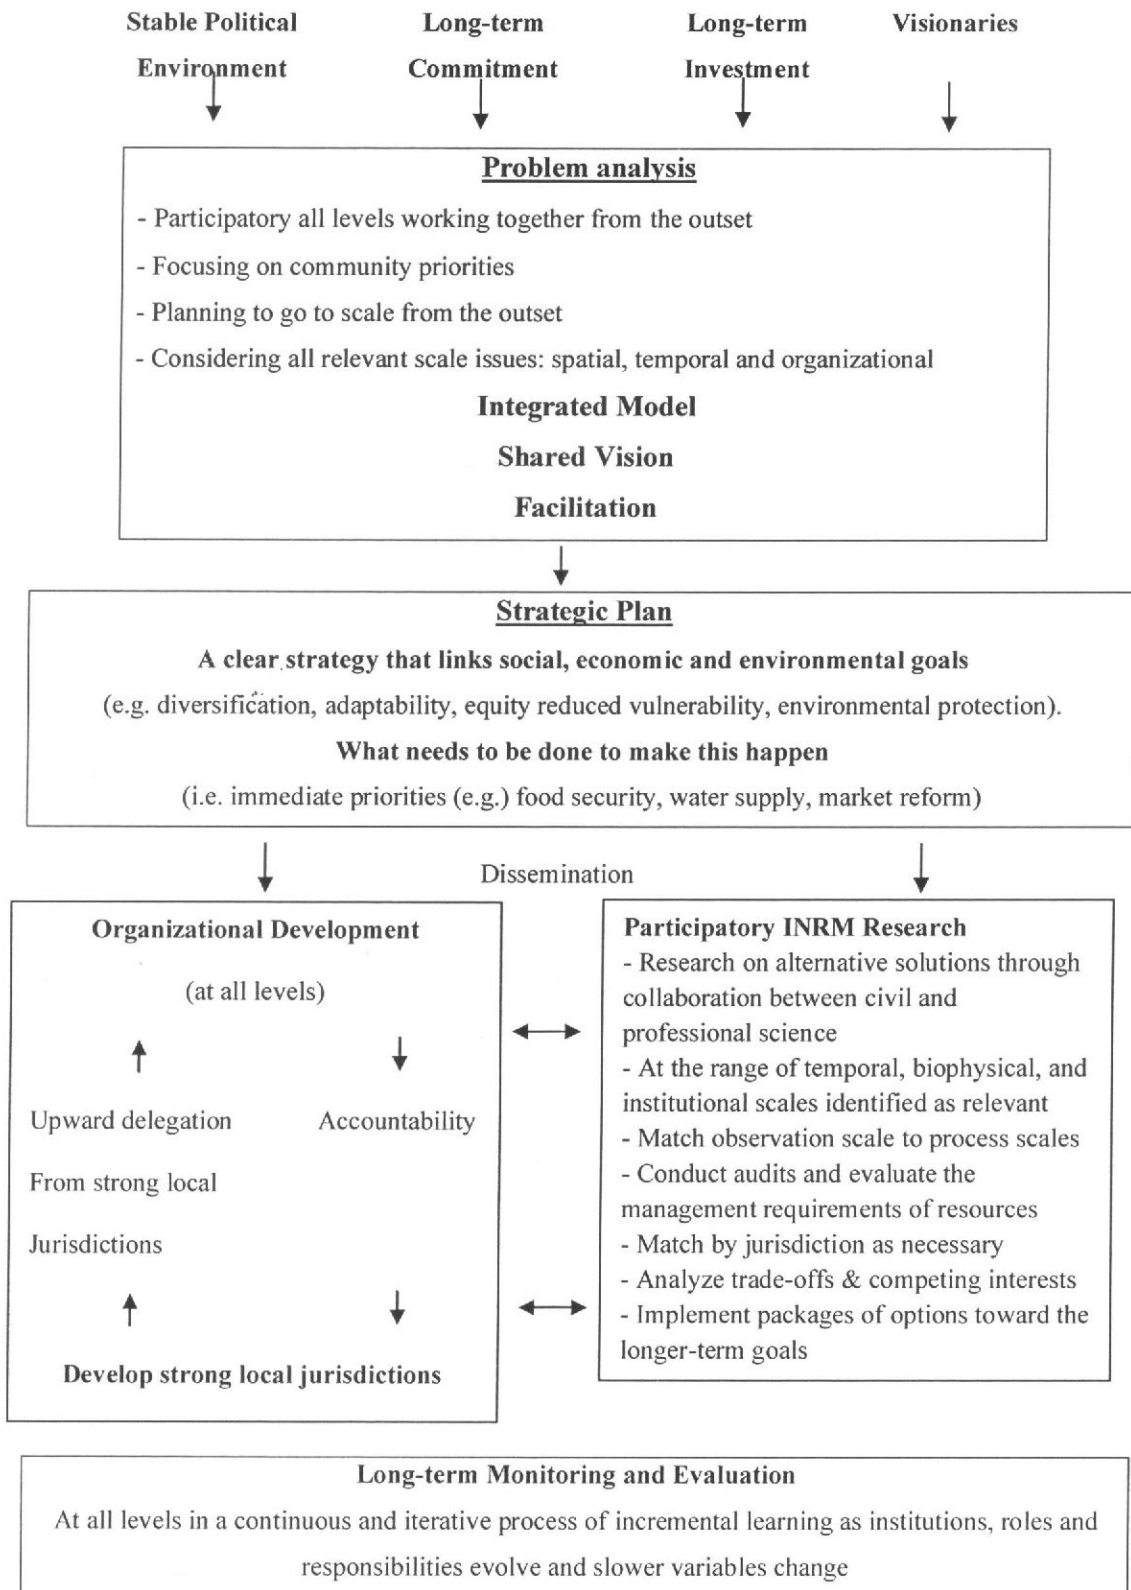 Stable Political
Environment
Long-term
Commitment
Long-term
Investment
Visionaries
Problem analysis
- Participatory all levels working together from the outset
- Focusing on community priorities
- Planning to go to scale from the outset
- Considering all relevant scale issues: spatial, temporal and organizational
Integrated Model
Shared Vision
Facilitation
Strategic Plan
A clear strategy that links social, economic and environmental goals
(e.g. diversification, adaptability, equity reduced vulnerability, environmental protection).
What needs to be done to make this happen
(i.e. immediate priorities (e.g.) food security, water supply, market reform)
Dissemination
Organizational Development
(at all levels)
Upward delegation
From strong local
Jurisdictions
Accountability
Develop strong local jurisdictions
Participatory INRM Research
- Research on alternative solutions through
collaboration between civil and
professional science
- At the range of temporal, biophysical, and
institutional scales identified as relevant
- Match observation scale to process scales
- Conduct audits and evaluate the
management requirements of resources
- Match by jurisdiction as necessary
- Analyze trade-offs & competing interests
- Implement packages of options toward the
longer-term goals
Long-term Monitoring and Evaluation
At all levels in a continuous and iterative process of incremental learning as institutions, roles and
responsibilities evolve and slower variables change